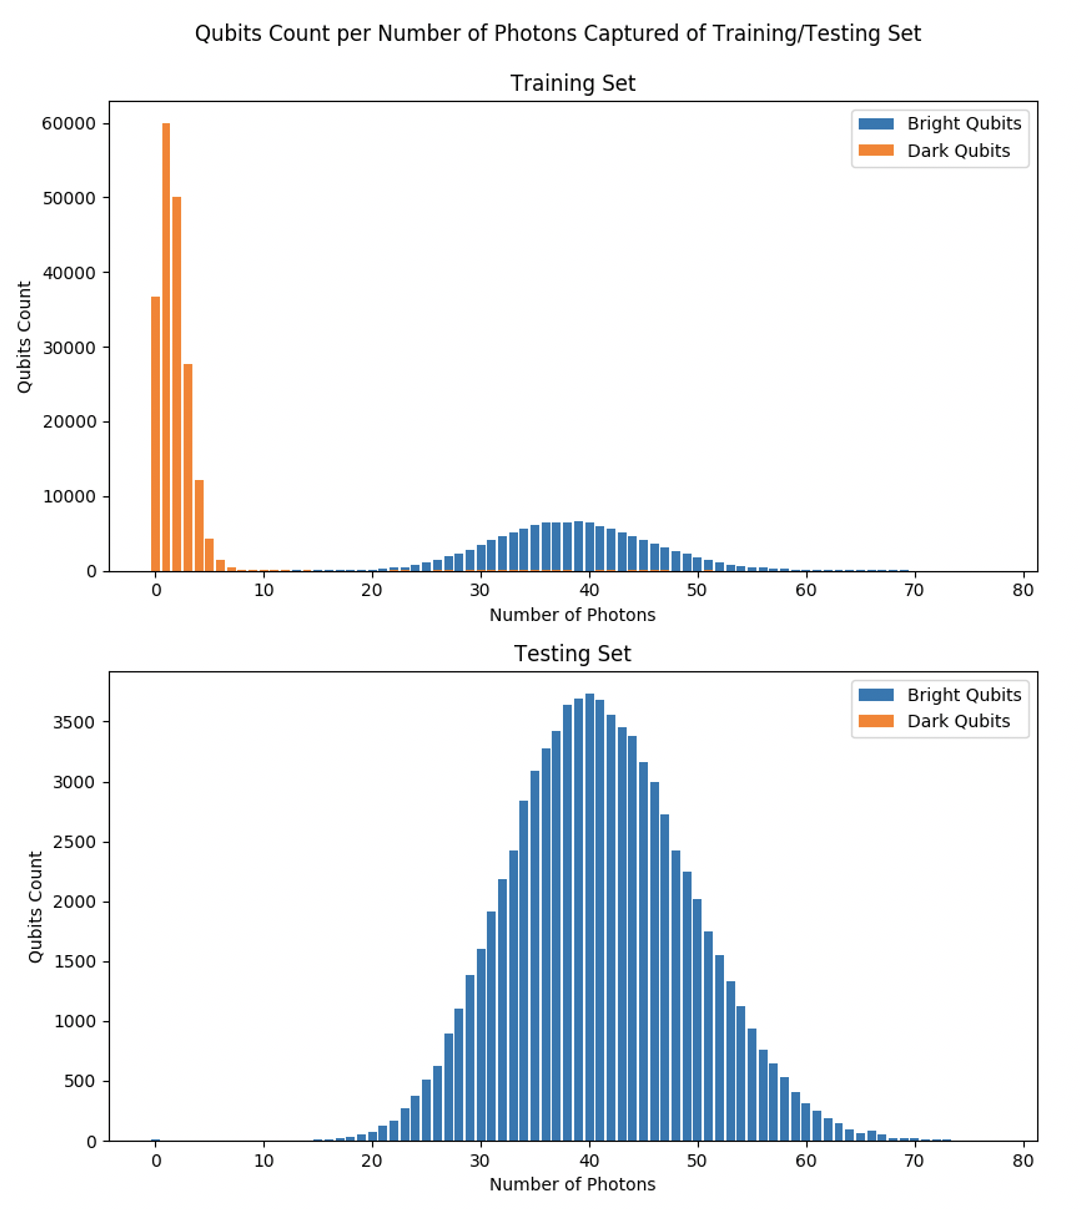 Qubits Count per Number of Photons Captured of Training/Testing Set
Training Set
Bright Qubits
Dark Qubits
60000
50000
40000
30000
20000
10000
0
Qubits Count
0 10 20 30 40 50 60 70 80
Number of Photons
Testing Set
Bright Qubits
Dark Qubits
3500
3000
2500
2000
1500
1000
500
0
Qubits Count
0 10 20 30 40 50 60 70 80
Number of Photons